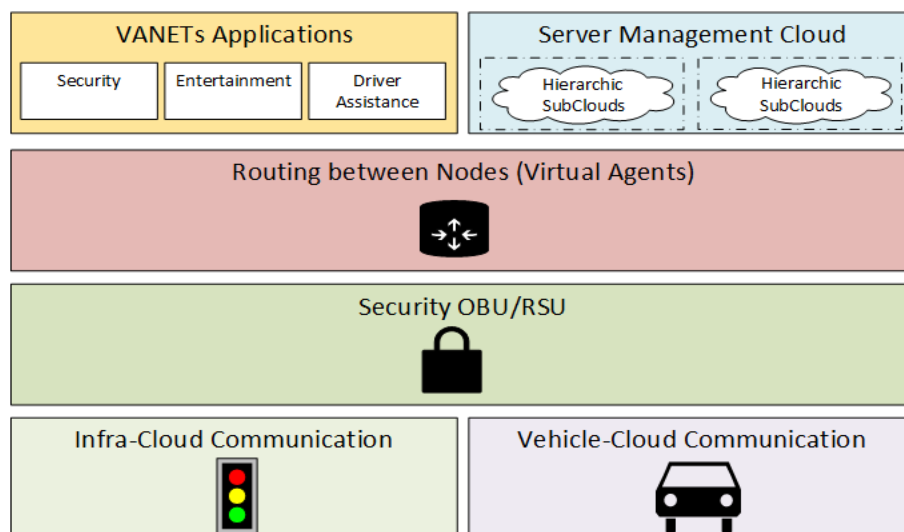 VANETs Applications
Security
Entertainment
Driver
Assistance
Server Management Cloud
Hierarchic
SubClouds
Hierarchic
SubClouds
Routing between Nodes (Virtual Agents)
Security OBU/RSU
Infra-Cloud Communication
Vehicle-Cloud Communication